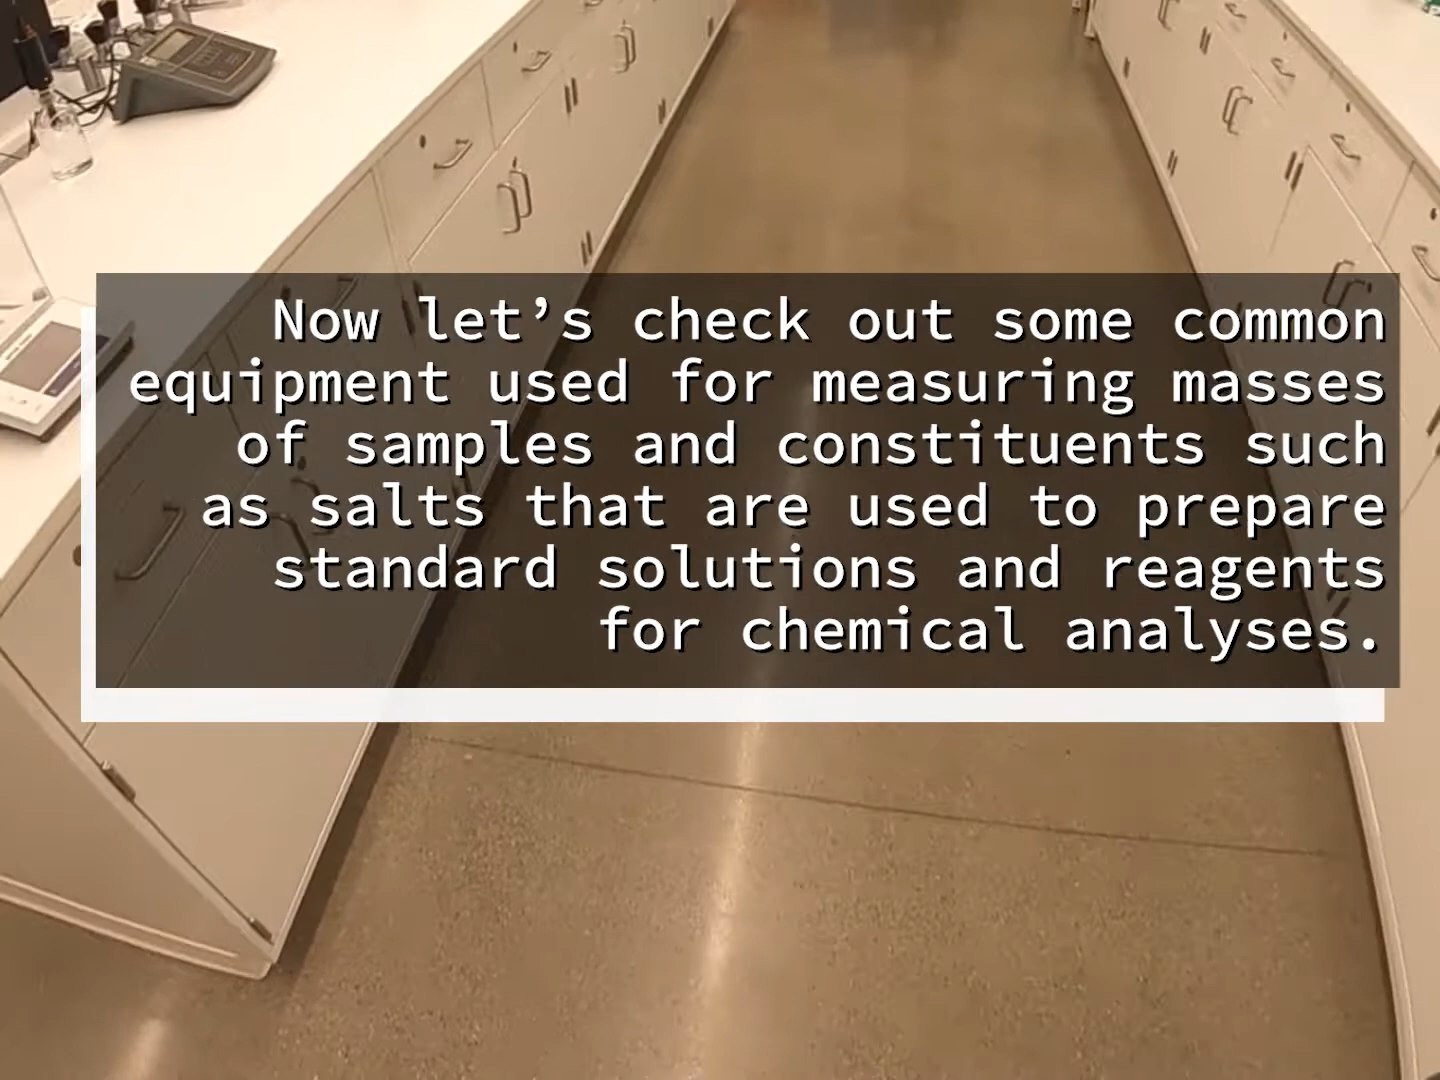 Now let’s check out some common
equipment used for measuring masses
of samples and constituents such
as salts that are used to prepare
standard solutions and reagents
for chemical analyses.